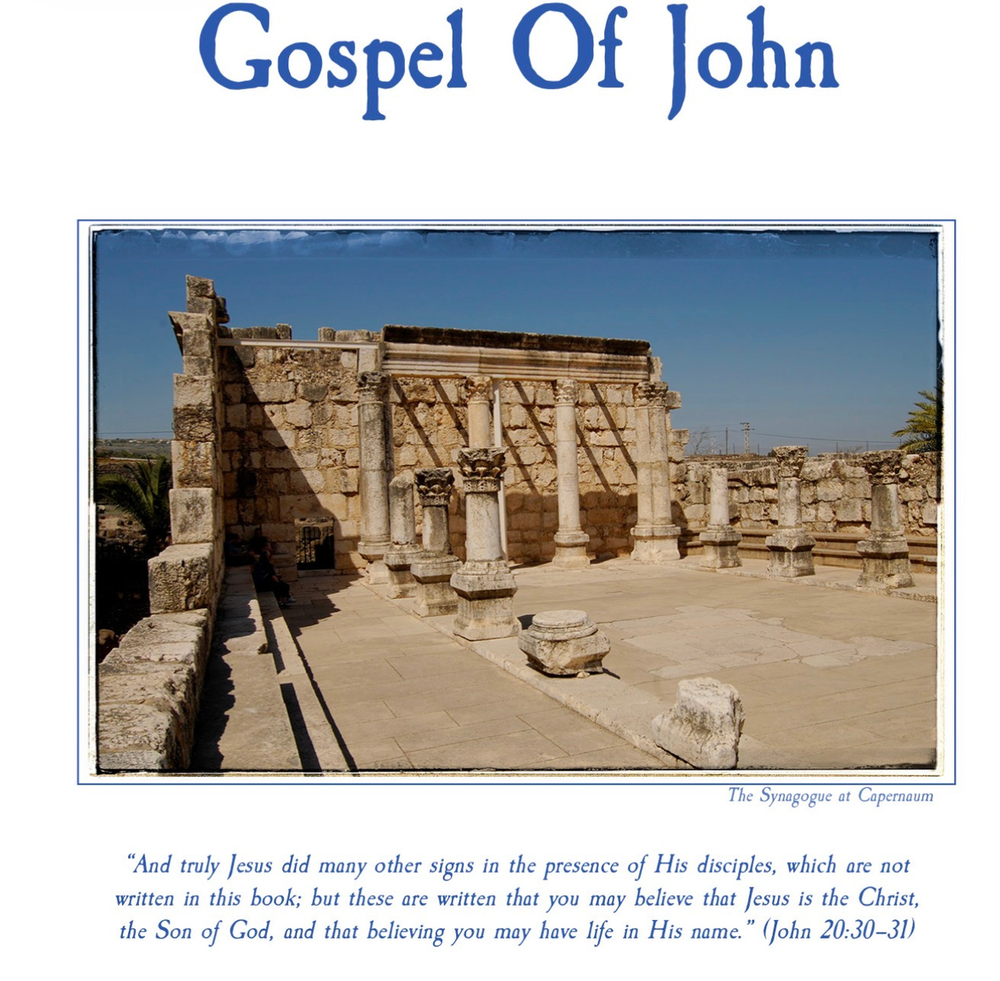 Gospel Of John
The Synagogue at Capernaum
“And truly Jesus did many other signs in the presence of His disciples, which are not
written in this book; but these are written that you may believe that Jesus is the Christ,
the Son of God, and that believing you may have life in His name.” (John 20:30–31)